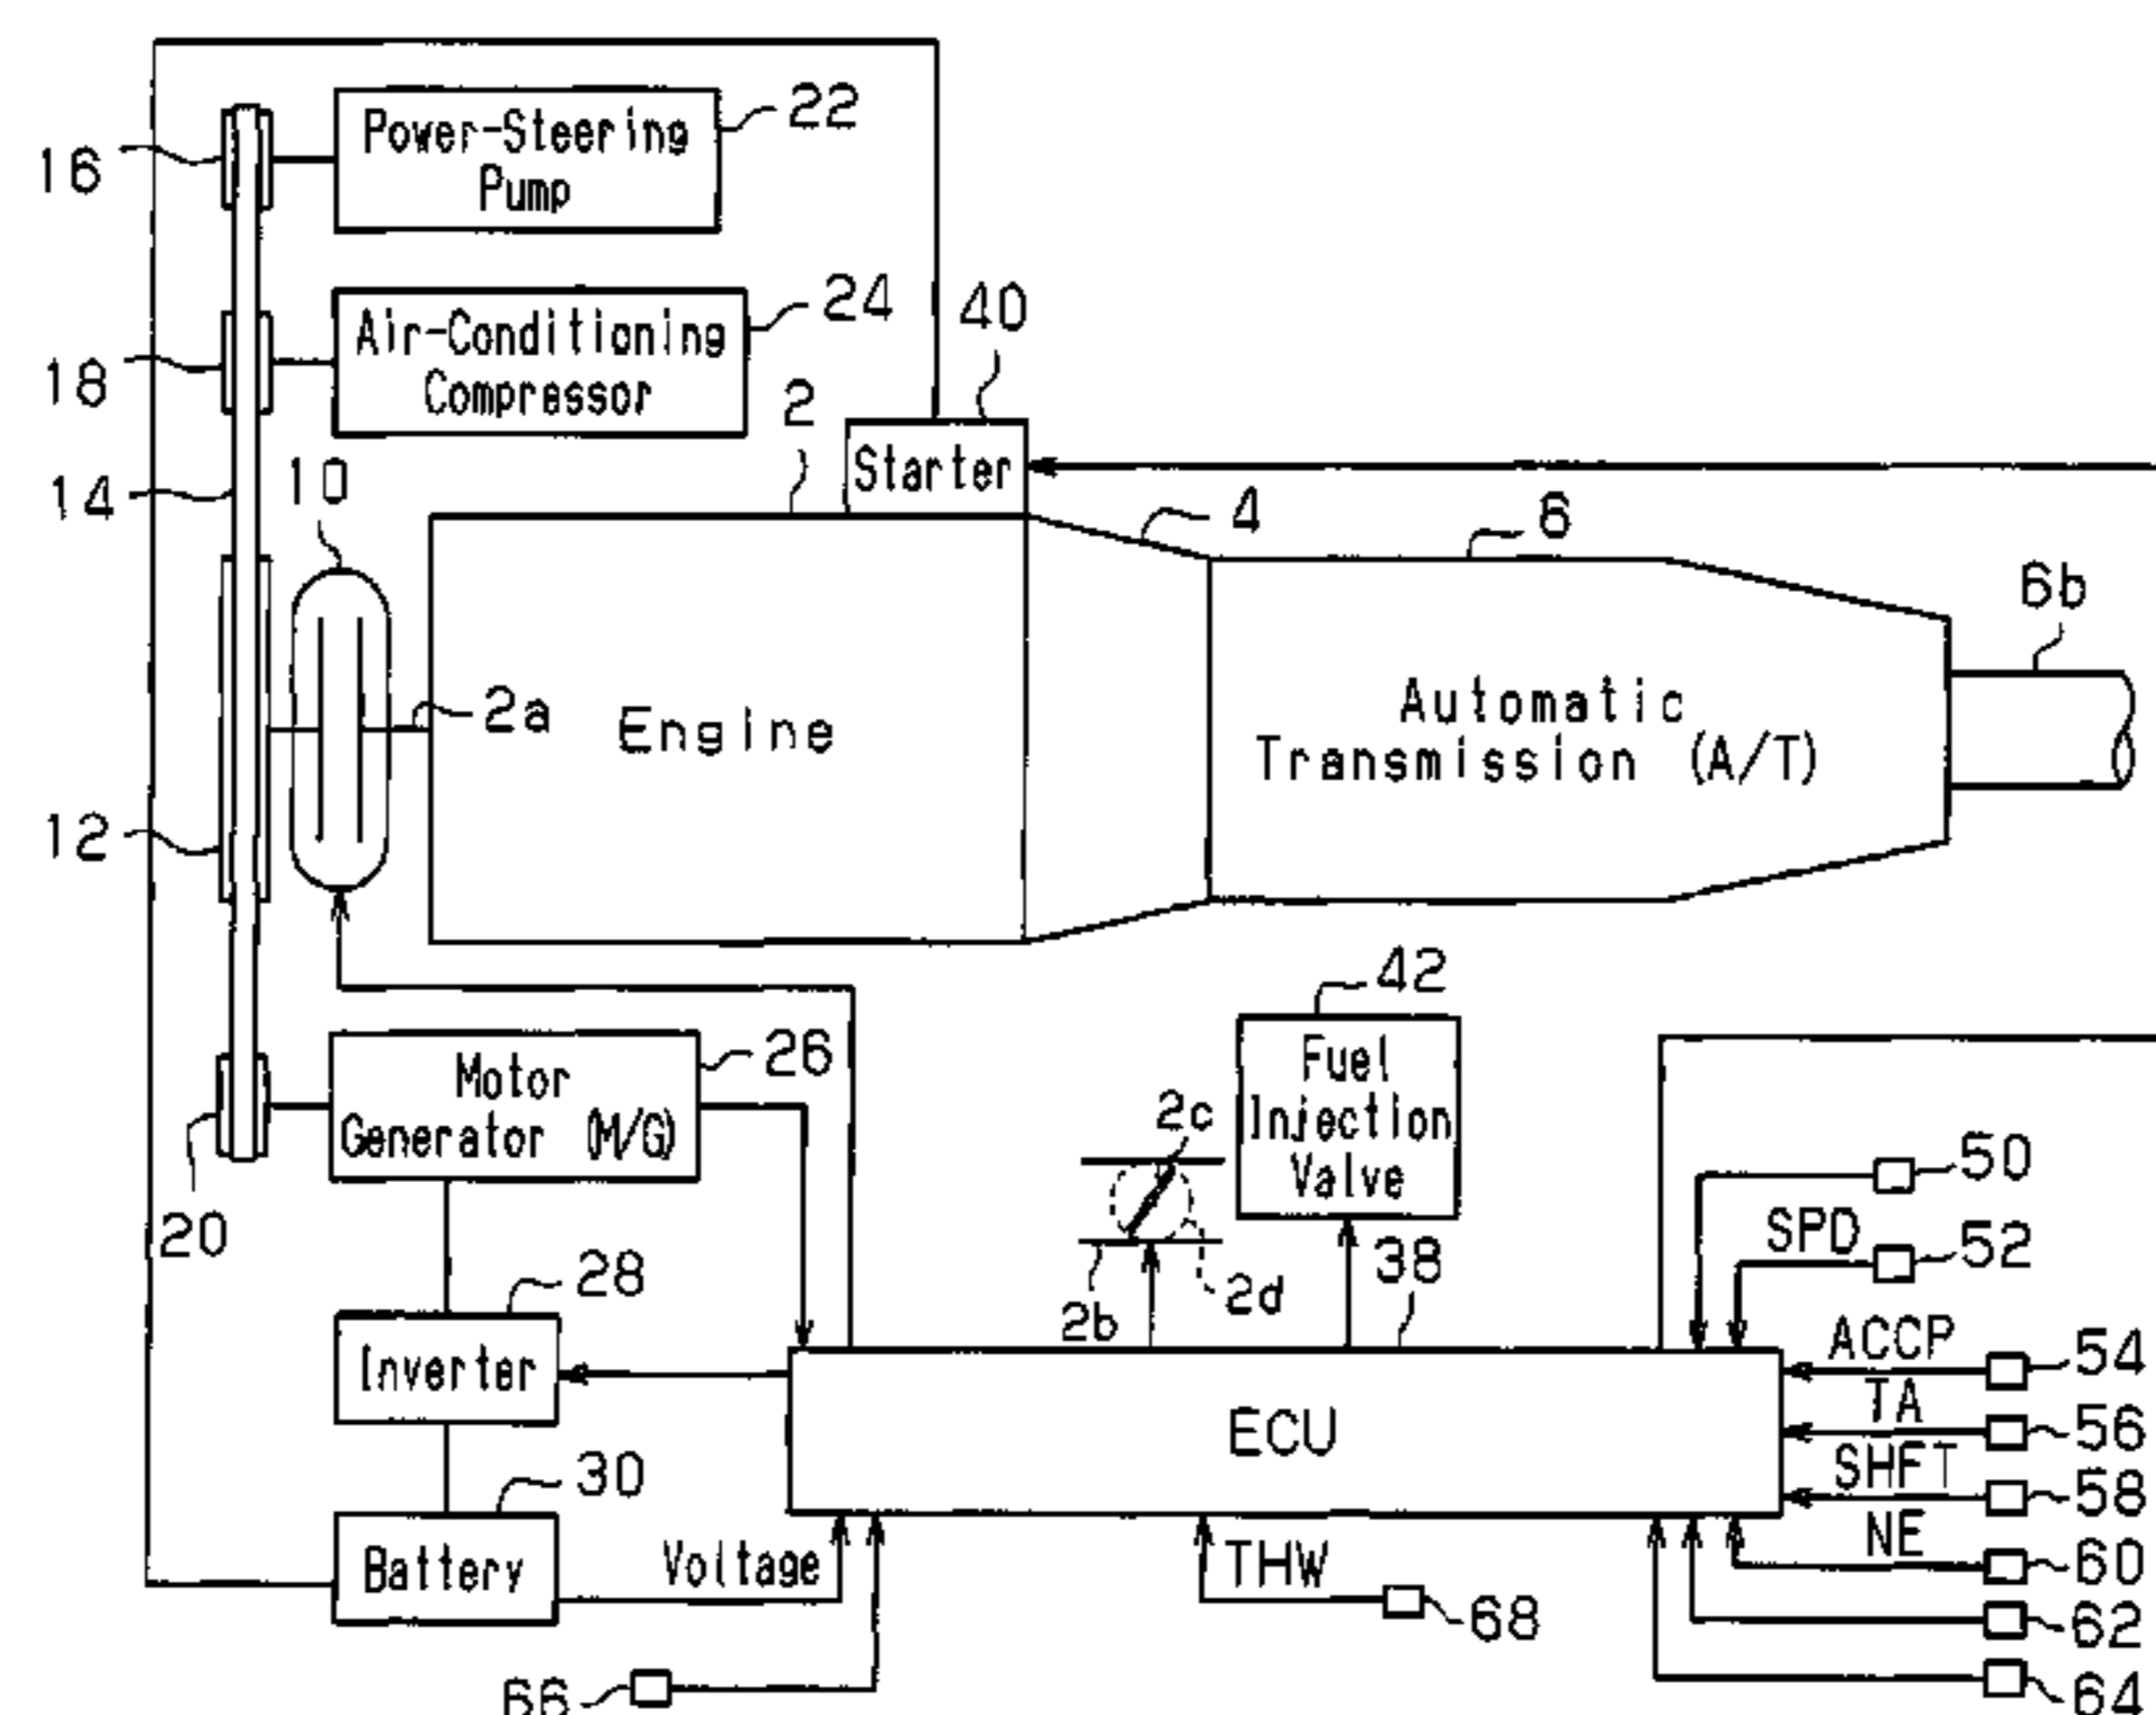 22
Power-Steering
Pump
16
24
Air-Conditioning
Compressor
18
40
2
Starter
10
14
4
6
6b
2a
Engine
Automatic
Transmission (A/T)
12
42
26
Motor
Generator (M/G)
Fuel
Injection
Valve
2c
50
20
SPD
52
28
38
2d
2b
ACCP
54
Inverter
TA
56
ECU
SHFT
58
30
NE
60
Battery
Voltage
THW
68
62
66
64